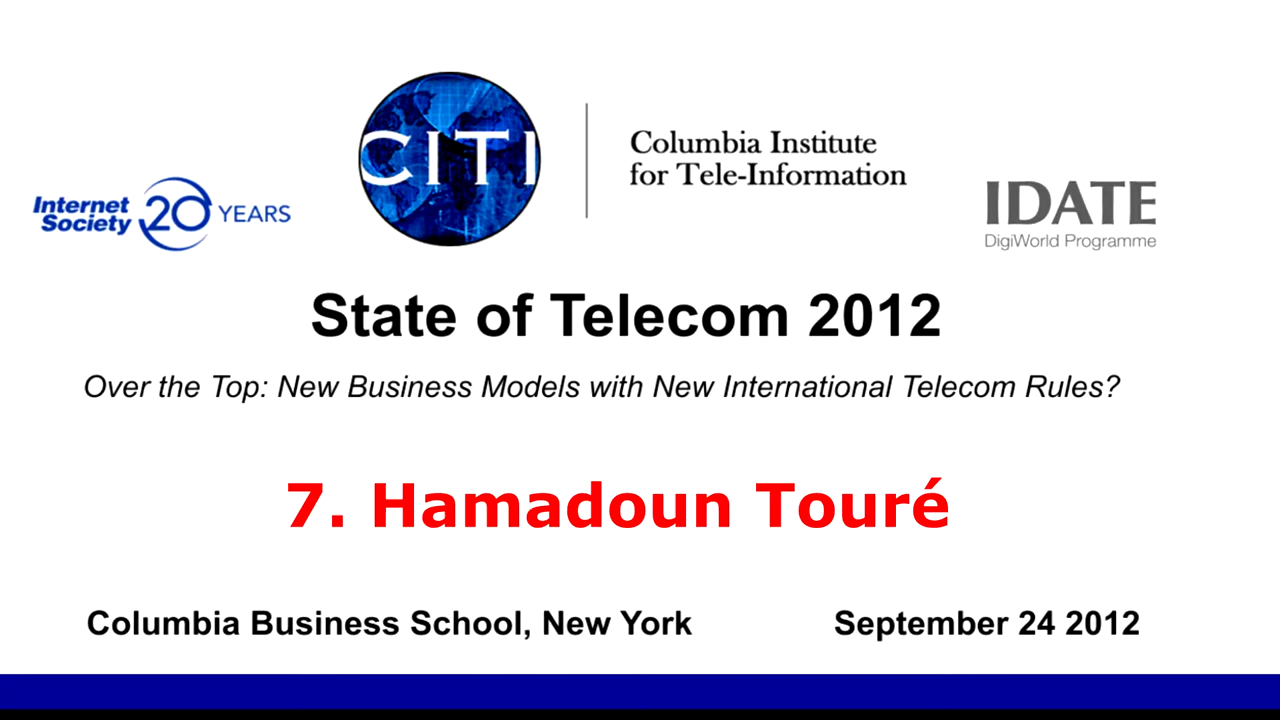 CITI
Columbia Institute
for Tele-Information
Internet
Society 20 YEARS
IDATE
DigiWorld Programme
State of Telecom 2012
Over the Top: New Business Models with New International Telecom Rules?
7. Hamadoun Touré
Columbia Business School, New York September 24 2012